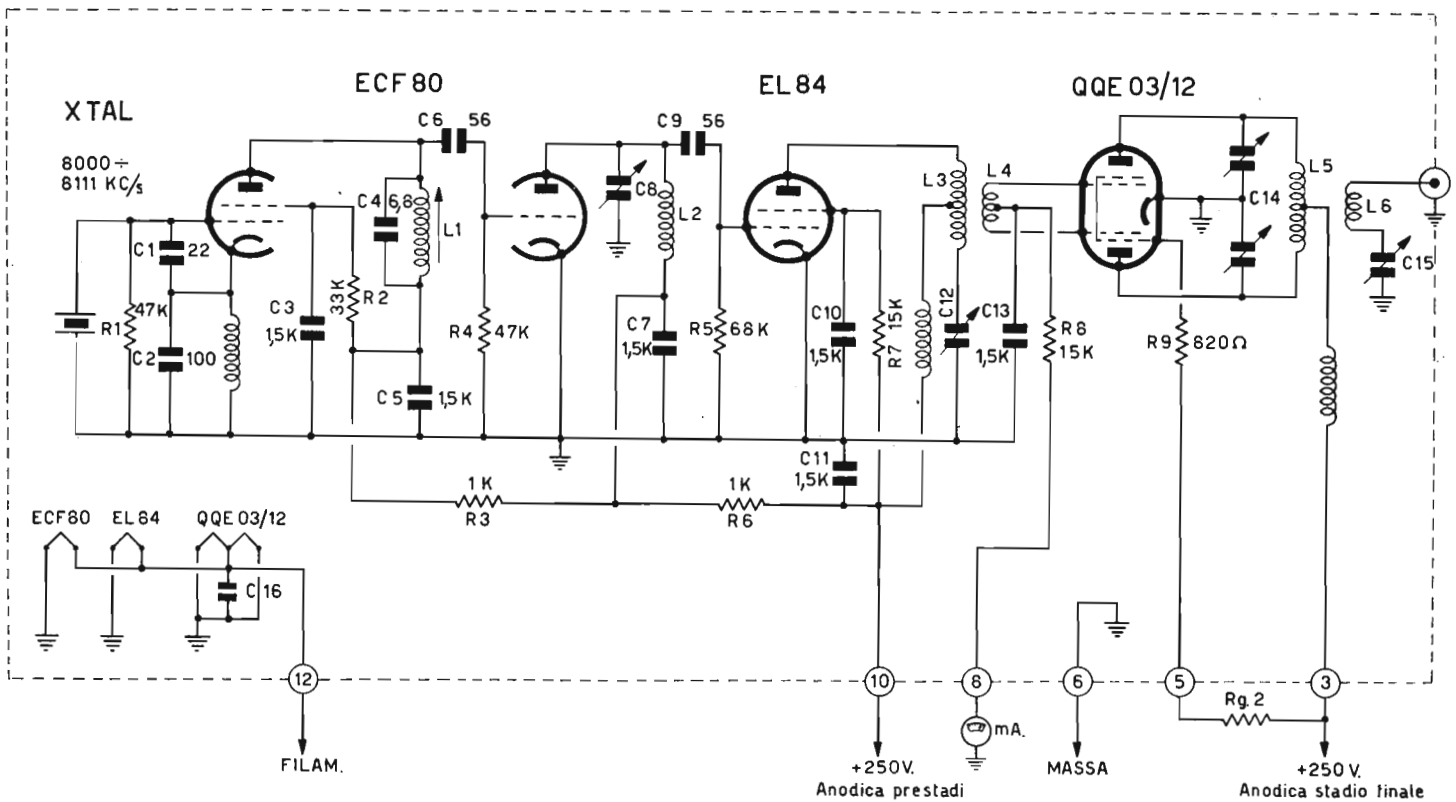 ECF80
EL84
QQE 03/12
XTAL
8000 ÷
8111 KC/s
C6 56
C9 56
C4 6,8
L1
C8
L2
L3
L4
L5
L6
C14
C15
C1 22
R1
47K
C2 100
C3
1,5K
33K
R2
C5 1,5K
R4 47K
C7
1,5K
R5 68K
C10
1,5K
R7 15K
C12
C13
1,5K
R8
15K
R9 820Ω
C11
1,5K
1K
R3
1K
R6
ECF80
EL84
QQE 03/12
C 16
12
10
8
6
5
3
Rg. 2
mA.
FILAM.
+250V.
Anodica prestadi
MASSA
+250 V.
Anodica stadio finale